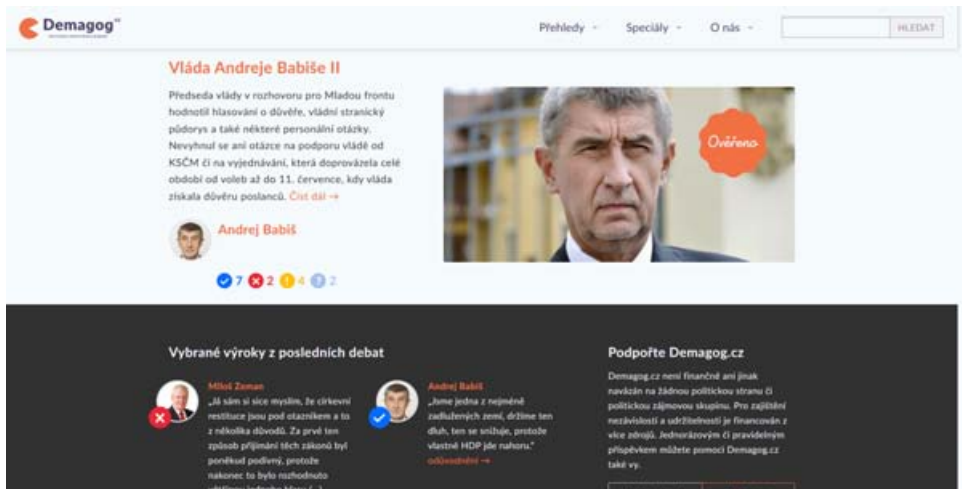 Demagog
Přehledy
Speciály
O nás
HLEDAT
Vláda Andreje Babiše II
Předseda vlády v rozhovoru pro Mladou frontu
hodnotil hlasování o důvěře, vládní stranický
půdorys a také některé personální otázky.
Nevyhnul se ani otázce na podporu vládě od
KSČM či na vyjednávání, která doprovázela celé
období od voleb až do 11. července, kdy vláda
získala důvěru poslanců. Číst dál →
Ověřeno
Andrej Babiš
7 2 4 2
Vybrané výroky z posledních debat
Miloš Zeman
„Já sám si sice myslím, že církevní
restituce jsou pod otazníkem a to
z několika důvodů. Za prvé ten
způsob přijímání těch zákonů byl
poněkud podivný, protože
nakonec to bylo rozhodnuto
Andrej Babiš
„Jsme jedna z nejméně
zadlužených zemí, držíme ten
dluh, ten se snižuje, protože
vlastně HDP jde nahoru.“
odůvodnění →
Podpořte Demagog.cz
Demagog.cz není finančně ani jinak
navázán na žádnou politickou stranu či
politickou zájmovou skupinu. Pro zajištění
nezávislosti a udržitelnosti je financován z
více zdrojů. Jednorázovým či pravidelným
příspěvkem můžete pomoci Demagog.cz
také vy.